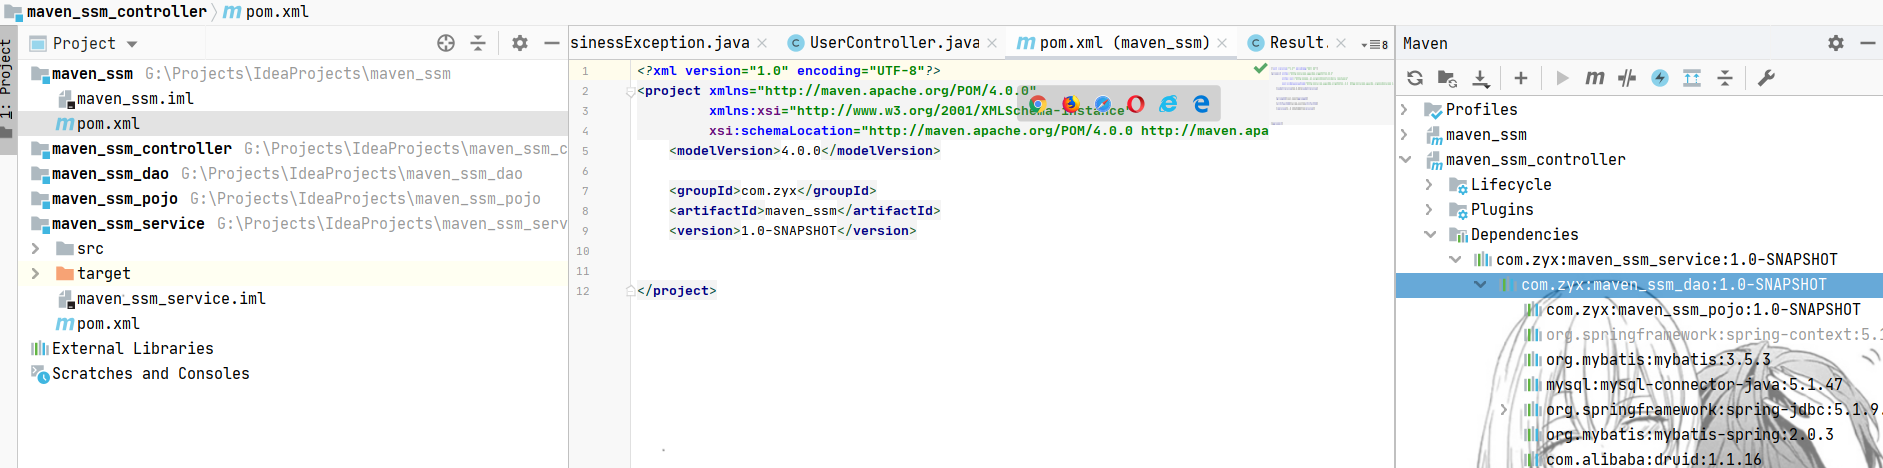 maven_ssm_controller
pom.xml
1: Project
Project
maven_ssm G:\Projects\IdeaProjects\maven_ssm
maven_ssm.iml
pom.xml
maven_ssm_controller G:\Projects\IdeaProjects\maven_ssm_c
maven_ssm_dao G:\Projects\IdeaProjects\maven_ssm_dao
maven_ssm_pojo G:\Projects\IdeaProjects\maven_ssm_pojo
maven_ssm_service G:\Projects\IdeaProjects\maven_ssm_serv
src
target
maven_ssm_service.iml
pom.xml
External Libraries
Scratches and Consoles
sinessException.java
UserController.java
pom.xml (maven_ssm)
Result.
8
1 <?xml version="1.0" encoding="UTF-8"?>
2 <project xmlns="http://maven.apache.org/POM/4.0.0"
3 xmlns:xsi="http://www.w3.org/2001/XMLSchema-instance"
4 xsi:schemaLocation="http://maven.apache.org/POM/4.0.0 http://maven.apa
5 <modelVersion>4.0.0</modelVersion>
6
7 <groupId>com.zyx</groupId>
8 <artifactId>maven_ssm</artifactId>
9 <version>1.0-SNAPSHOT</version>
10
11
12 </project>
Maven
Profiles
maven_ssm
maven_ssm_controller
Lifecycle
Plugins
Dependencies
com.zyx:maven_ssm_service:1.0-SNAPSHOT
com.zyx:maven_ssm_dao:1.0-SNAPSHOT
com.zyx:maven_ssm_pojo:1.0-SNAPSHOT
org.springframework:spring-context:5.1
org.mybatis:mybatis:3.5.3
mysql:mysql-connector-java:5.1.47
org.springframework:spring-jdbc:5.1.9.
org.mybatis:mybatis-spring:2.0.3
com.alibaba:druid:1.1.16